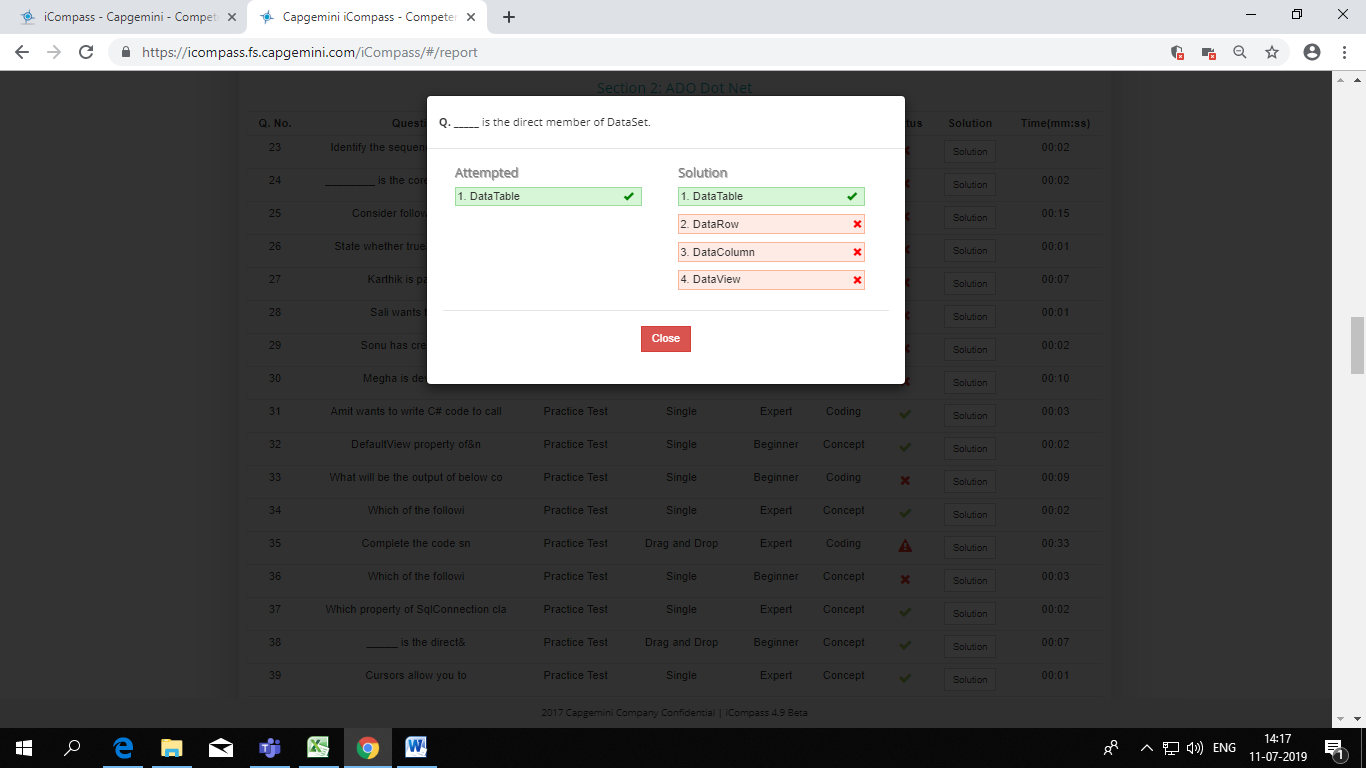 iCompass - Capgemini - Compet
Capgemini iCompass - Competer
https://icompass.fs.capgemini.com/iCompass/#/report
Section 2: ADO Dot Net
Q. No. Questi tus Solution Time(mm:ss)
Q. _____ is the direct member of DataSet.
Attempted Solution
1. DataTable 1. DataTable
2. DataRow
3. DataColumn
4. DataView
Close
23 Identify the sequen Solution 00:02
24 _________ is the core Solution 00:02
25 Consider follow Solution 00:15
26 State whether true Solution 00:01
27 Karthik is pa Solution 00:07
28 Sali wants t Solution 00:01
29 Sonu has cre Solution 00:02
30 Megha is de Solution 00:10
31 Amit wants to write C# code to call Practice Test Single Expert Coding Solution 00:03
32 DefaultView property of&n Practice Test Single Beginner Concept Solution 00:02
33 What will be the output of below co Practice Test Single Beginner Coding Solution 00:09
34 Which of the followi Practice Test Single Expert Concept Solution 00:02
35 Complete the code sn Practice Test Drag and Drop Expert Coding Solution 00:33
36 Which of the followi Practice Test Single Beginner Concept Solution 00:03
37 Which property of SqlConnection cla Practice Test Single Expert Concept Solution 00:02
38 ______ is the direct& Practice Test Drag and Drop Beginner Concept Solution 00:07
39 Cursors allow you to Practice Test Single Expert Concept Solution 00:01
2017 Capgemini Company Confidential | iCompass 4.9 Beta
ENG 14:17
11-07-2019
1